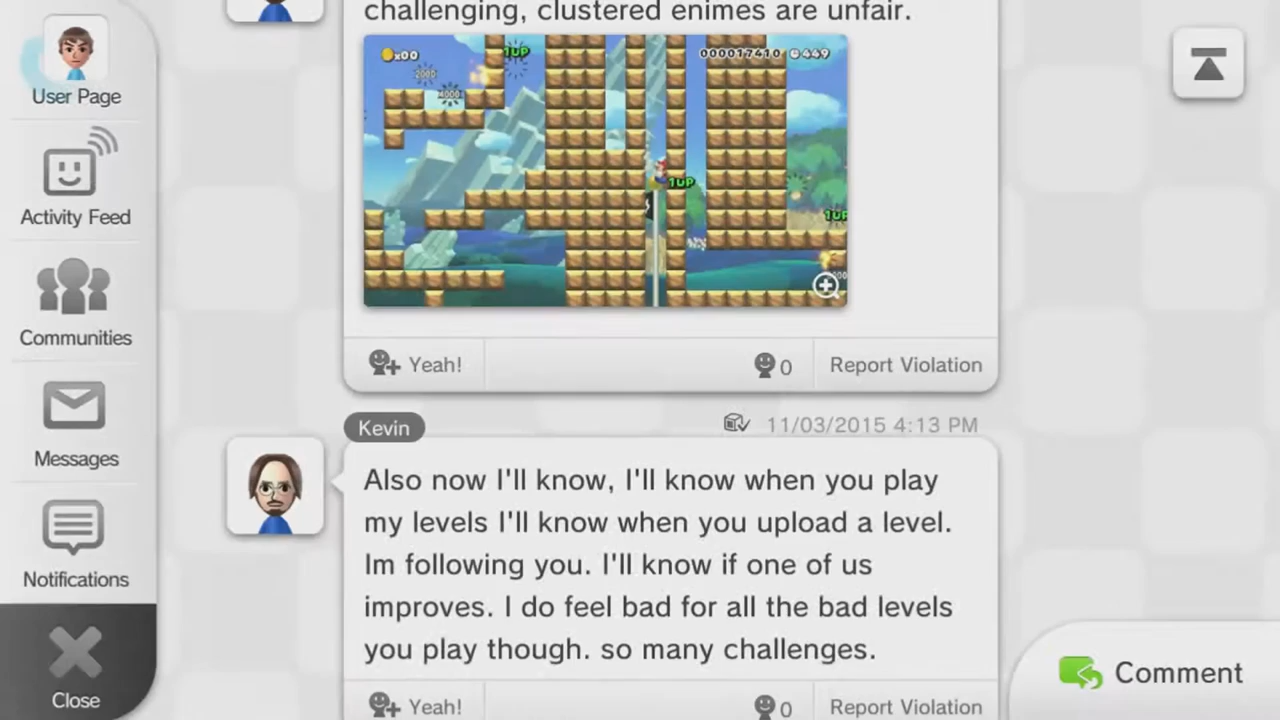 challenging, clustered enimes are unfair.
x00
1UP
000017410
449
2000
4000
1UP
1UP
User Page
Activity Feed
Communities
Messages
Notifications
Close
Yeah!
0
Report Violation
Kevin
11/03/2015 4:13 PM
Also now I'll know, I'll know when you play
my levels I'll know when you upload a level.
Im following you. I'll know if one of us
improves. I do feel bad for all the bad levels
you play though. so many challenges.
Yeah!
0
Report Violation
Comment